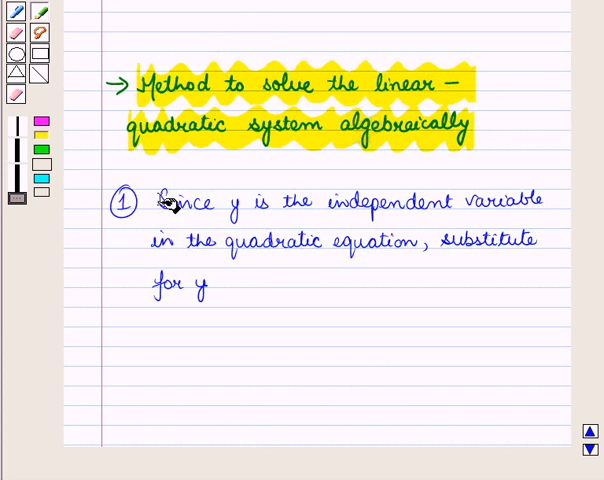 → Method to solve the linear -
quadratic system algebraically
① Since y is the independent variable
in the quadratic equation, substitute
for y